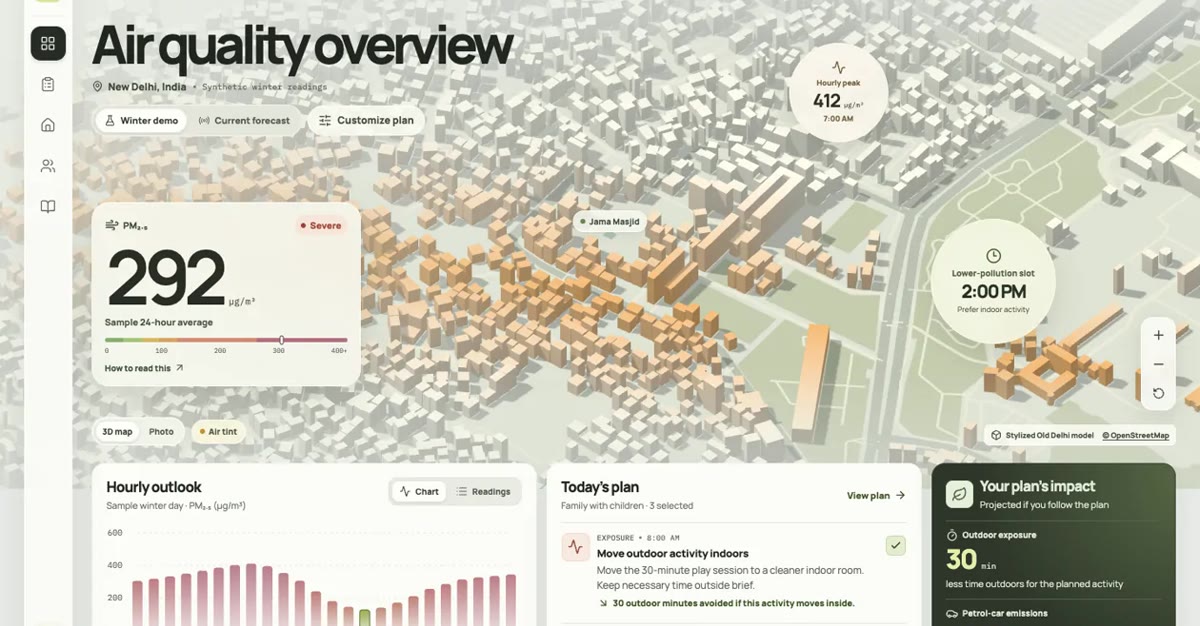 Air quality overview
New Delhi, India • Synthetic winter readings
Winter demo
Current forecast
Customize plan
Hourly peak
412 µg/m³
7:00 AM
PM₂.₅
Severe
292 µg/m³
Sample 24-hour average
0 100 200 300 400+
How to read this
Jama Masjid
Lower-pollution slot
2:00 PM
Prefer indoor activity
+
−
3D map
Photo
Air tint
Stylized Old Delhi model © OpenStreetMap
Hourly outlook
Sample winter day · PM₂.₅ (µg/m³)
Chart
Readings
600
400
200
Today's plan
Family with children · 3 selected
View plan →
EXPOSURE • 8:00 AM
Move outdoor activity indoors
Move the 30-minute play session to a cleaner indoor room.
Keep necessary time outside brief.
↘ 30 outdoor minutes avoided if this activity moves inside.
Your plan's impact
Projected if you follow the plan
Outdoor exposure
30 min
less time outdoors for the planned activity
Petrol-car emissions